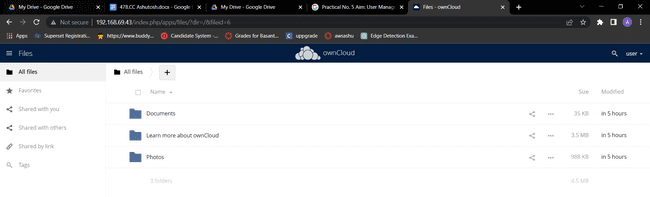 My Drive - Google Drive
478.CC Ashutosh.docx - Google
My Drive - Google Drive
Practical No. 5 Aim: User Manag
Files - ownCloud
Not secure | 192.168.69.43/index.php/apps/files/?dir=/&fileid=6
Apps
Superset Registrati...
https://www.buddy...
Candidate System -...
Grades for Basant...
uppgrade
awnashu
Edge Detection Exa...
Files
ownCloud
user
All files
Favorites
Shared with you
Shared with others
Shared by link
Tags
All files
+
Name
Size
Modified
Documents
35 KB
in 5 hours
Learn more about ownCloud
3.5 MB
in 5 hours
Photos
988 KB
in 5 hours
3 folders
4.5 MB